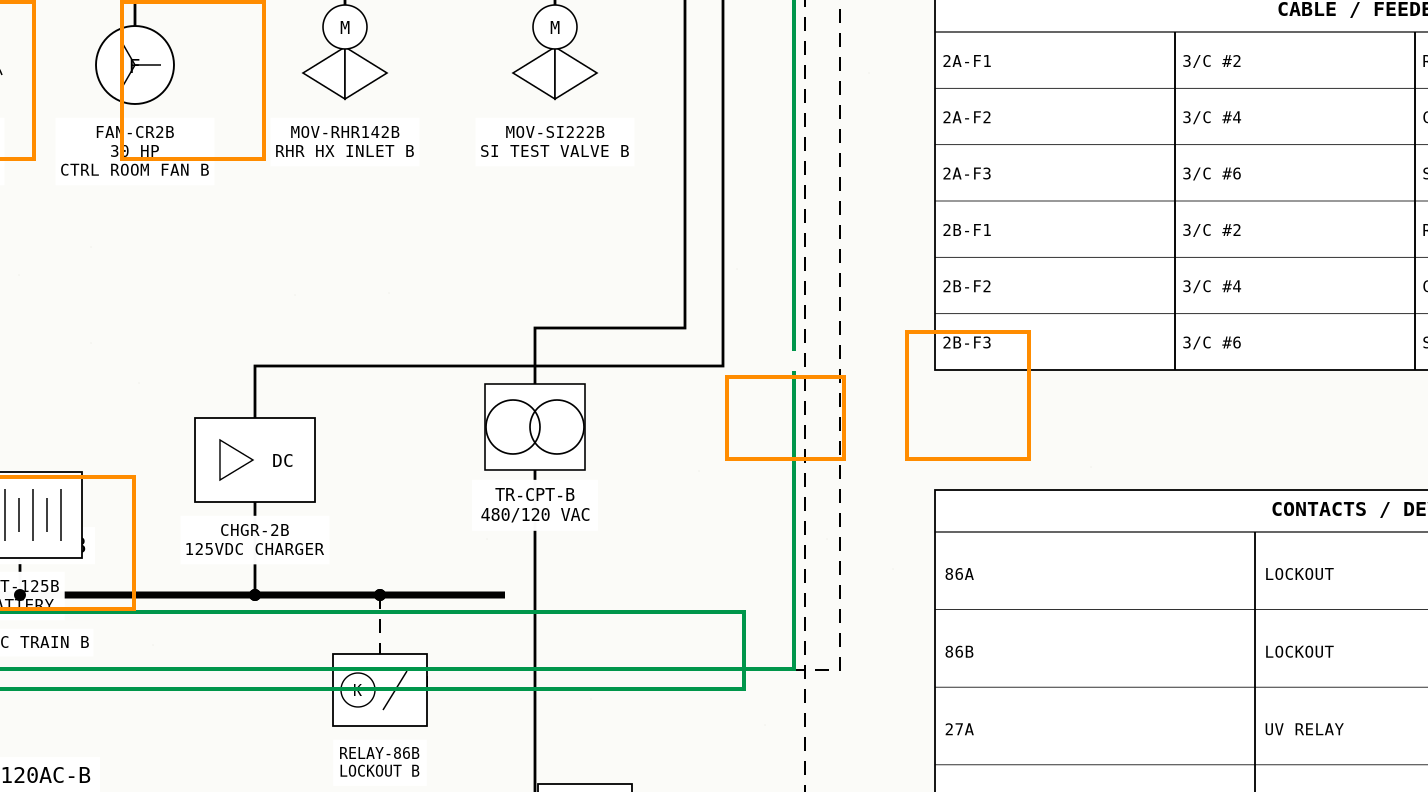 F
FAN-CR2B
30 HP
CTRL ROOM FAN B
M
MOV-RHR142B
RHR HX INLET B
M
MOV-SI222B
SI TEST VALVE B
DC
CHGR-2B
125VDC CHARGER
TR-CPT-B
480/120 VAC
T-125B
ATTERY
C TRAIN B
K
RELAY-86B
LOCKOUT B
120AC-B
CABLE / FEEDE
2A-F1 3/C #2
2A-F2 3/C #4
2A-F3 3/C #6 S
2B-F1 3/C #2
2B-F2 3/C #4
2B-F3 3/C #6 S
CONTACTS / DE
86A LOCKOUT
86B LOCKOUT
27A UV RELAY